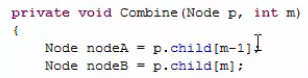 private void Combine(Node p, int m)
{
Node nodeA = p.child[m-1];
Node nodeB = p.child[m];